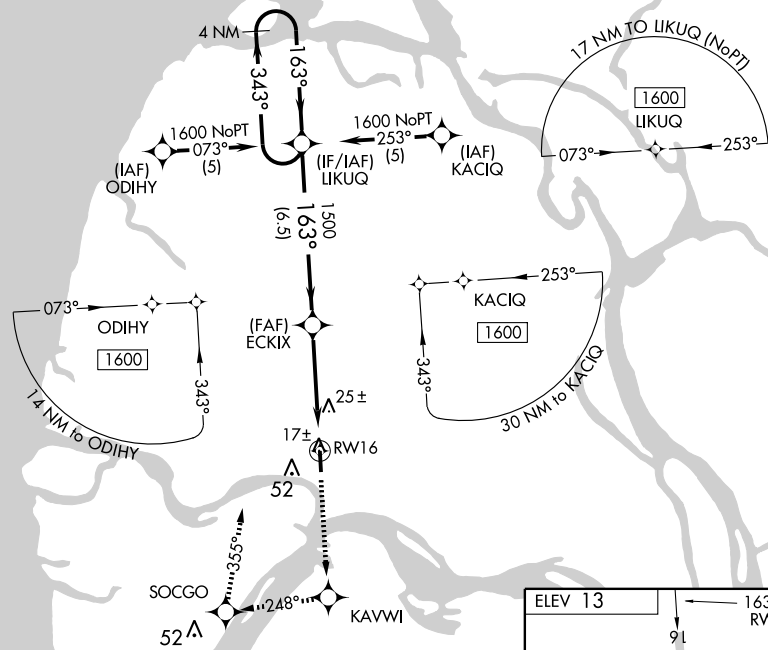 4 NM
163°
343°
1600 NoPT
073°
(5)
(IAF)
ODIHY
(IF/IAF)
LIKUQ
1600 NoPT
253°
(5)
(IAF)
KACIQ
17 NM TO LIKUQ (NoPT)
1600
LIKUQ
073°
253°
1500
163°
(6.5)
073°
ODIHY
1600
343°
14 NM to ODIHY
(FAF)
ECKIX
253°
KACIQ
1600
343°
30 NM to KACIQ
25 ±
17±
RW16
52
355°
SOCGO
248°
KAVWI
52
ELEV 13
163
RW
16